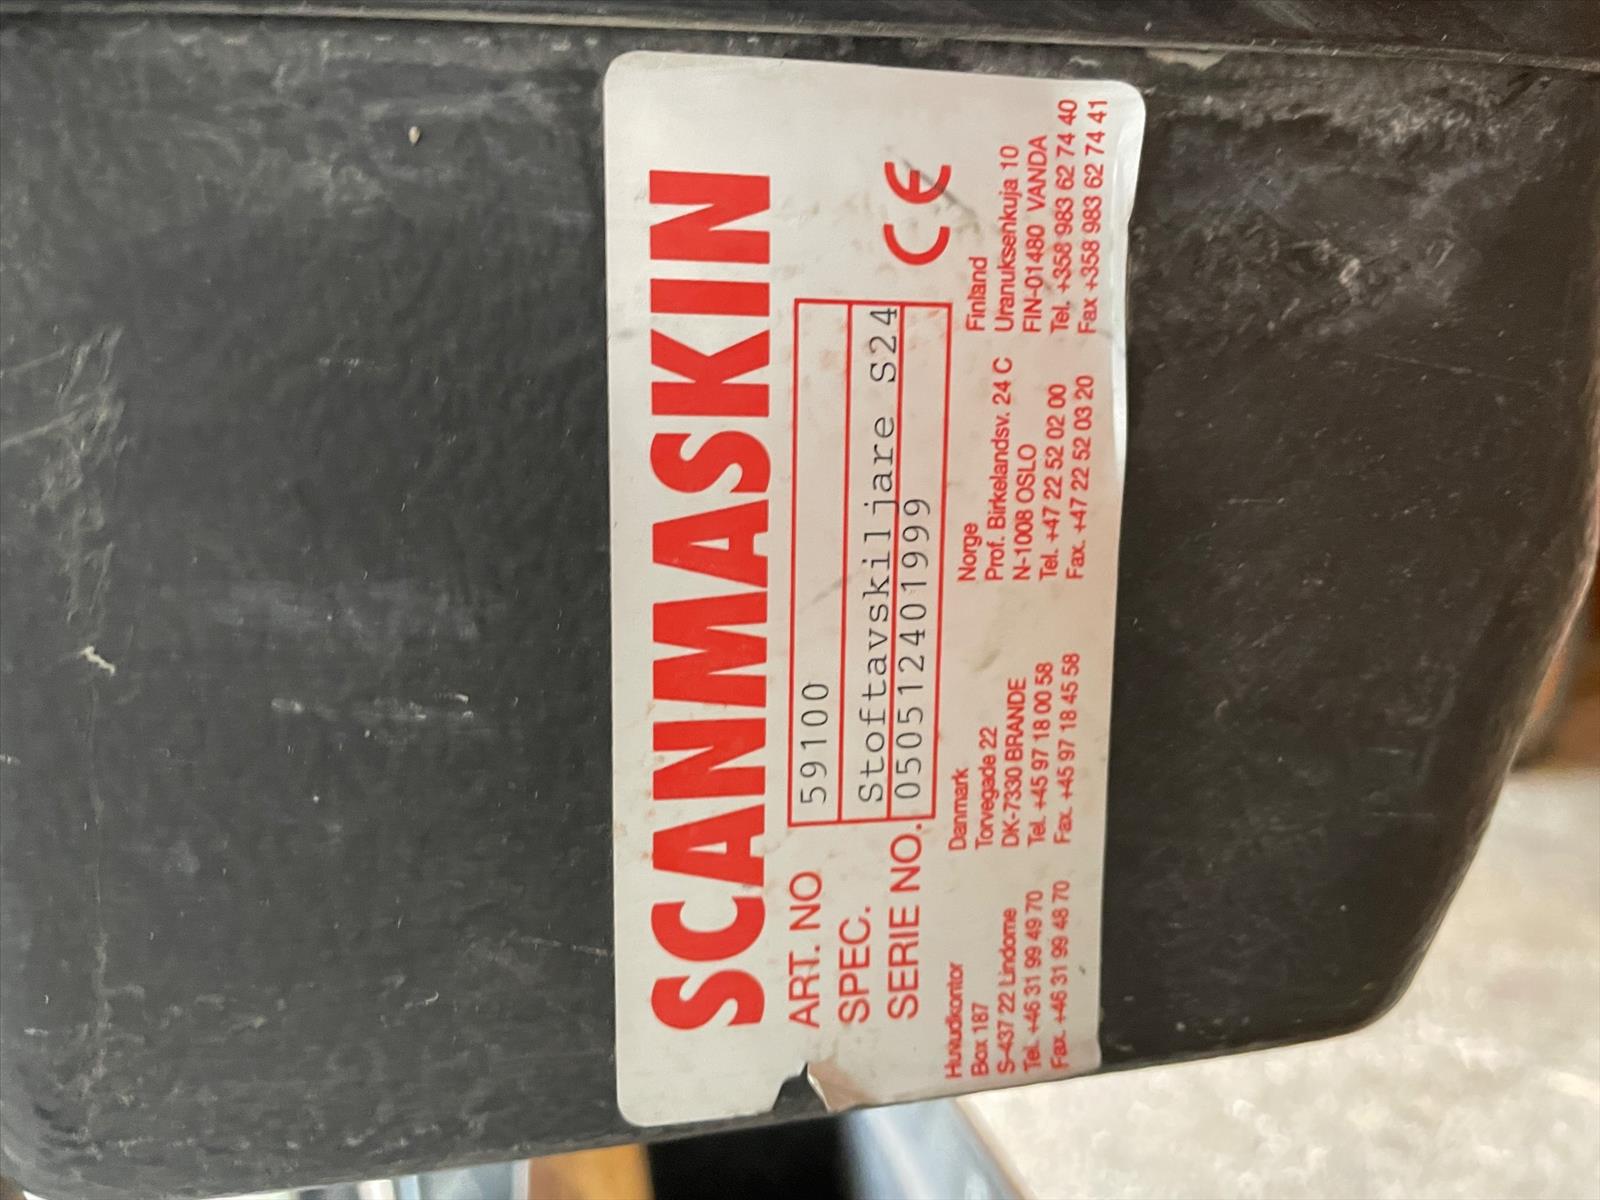 SCANMASKIN
ART. NO 59100
SPEC. Stoftavskiljare S24
SERIE NO. 050512401999
CE
Huvudkontor
Box 187
S-437 22 Lindome
Tel. +46 31 99 49 70
Fax. +46 31 99 48 70
Danmark
Torvegade 22
DK-7330 BRANDE
Tel. +45 97 18 00 58
Fax. +45 97 18 45 58
Norge
Prof. Birkelandsv. 24 C
N-1008 OSLO
Tel. +47 22 52 02 00
Fax. +47 22 52 03 20
Finland
Uranuksenkuja 10
FIN-01480 VANDA
Tel. +358 983 62 74 40
Fax +358 983 62 74 41